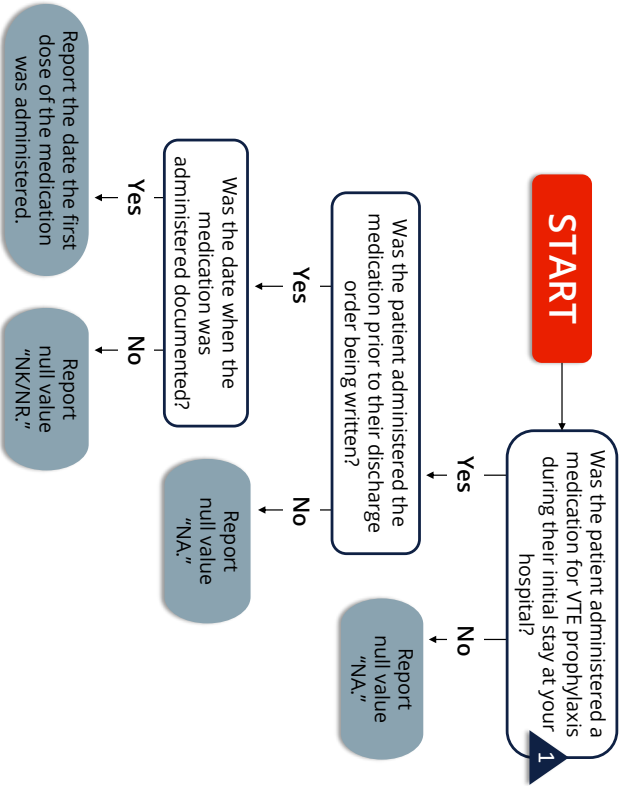 START
Was the patient administered a
medication for VTE prophylaxis
during their initial stay at your
hospital?
1
Yes
No
Was the patient administered the
medication prior to their discharge
order being written?
Report
null value
“NA.”
Yes
No
Was the date when the
medication was
administered documented?
Report
null value
“NA.”
Yes
No
Report the date the first
dose of the medication
was administered.
Report
null value
“NK/NR.”